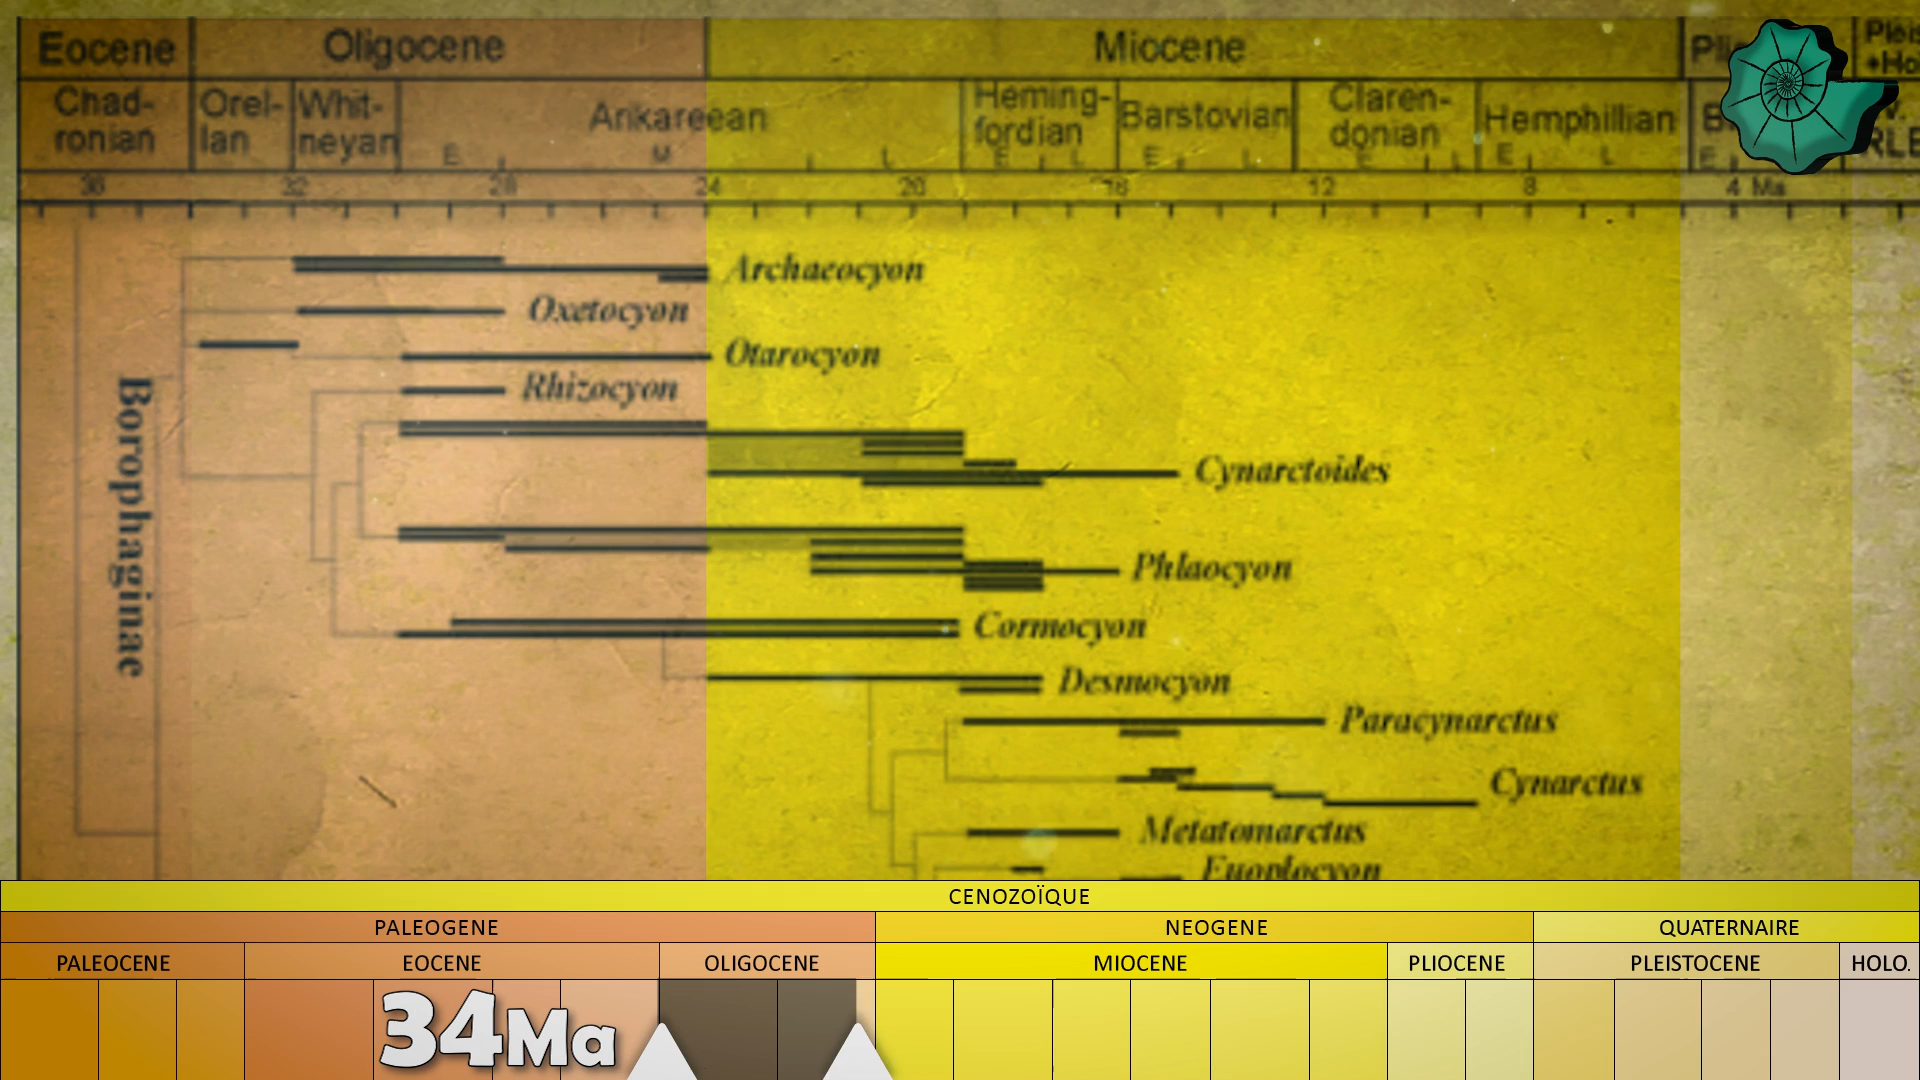 Eocene Oligocene Miocene
Chad-
ronian
Orel-
lan
Whit-
neyan
Arikareean
Heming-
fordian
Barstovian
Claren-
donian
Hemphillian
E M L E L E L E L E L E
36 32 28 24 20 16 12 8 4 Ma
Archaeocyon
Oxetocyon
Otarocyon
Rhizocyon
Borophaginae
Cynarctoides
Phlaocyon
Cormocyon
Desmocyon
Paracynarctus
Cynarctus
Metatomarctus
Euoplocyon
CENOZOÏQUE
PALEOGENE NEOGENE QUATERNAIRE
PALEOCENE EOCENE OLIGOCENE MIOCENE PLIOCENE PLEISTOCENE HOLO.
34Ma